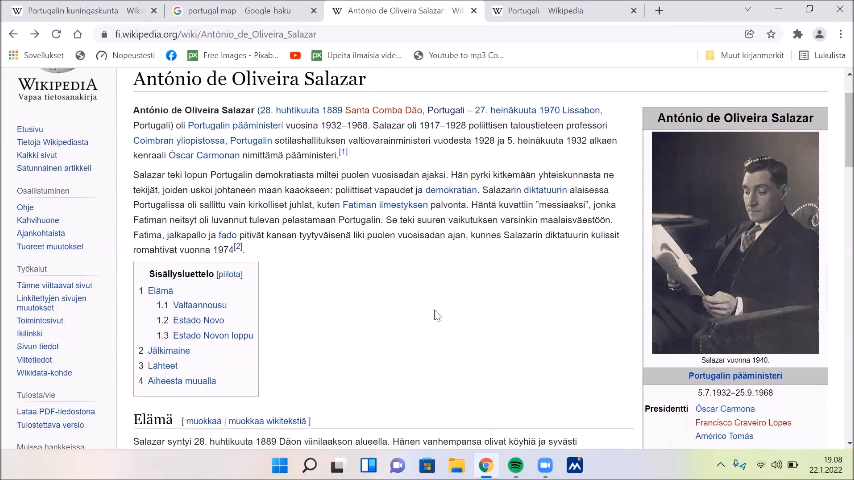 Portugalin kuningaskunta – Wiki
portugal map - Google haku
António de Oliveira Salazar – Wik
Portugali – Wikipedia
fi.wikipedia.org/wiki/António_de_Oliveira_Salazar
Sovellukset
Nopeutesti
Free Images - Pixab...
Upeita ilmaisia video...
Youtube to mp3 Co...
Muut kirjanmerkit
Lukulista
WIKIPEDIA
Vapaa tietosanakirja
Etusivu
Tietoja Wikipediasta
Kaikki sivut
Satunnainen artikkeli
Osallistuminen
Ohje
Kahvihuone
Ajankohtaista
Tuoreet muutokset
Työkalut
Tänne viittaavat sivut
Linkitettyjen sivujen
muutokset
Toimintosivut
Ikilinkki
Sivun tiedot
Viitetiedot
Wikidata-kohde
Tulosta/vie
Lataa PDF-tiedostona
Tulostettava versio
Muissa hankkeissa
António de Oliveira Salazar
António de Oliveira Salazar (28. huhtikuuta 1889 Santa Comba Dão, Portugali – 27. heinäkuuta 1970 Lissabon,
Portugali) oli Portugalin pääministeri vuosina 1932–1968. Salazar oli 1917–1928 poliittisen taloustieteen professori
Coimbran yliopistossa, Portugalin sotilashallituksen valtiovarainministeri vuodesta 1928 ja 5. heinäkuuta 1932 alkaen
kenraali Óscar Carmonan nimittämä pääministeri.[1]
Salazar teki lopun Portugalin demokratiasta miltei puolen vuosisadan ajaksi. Hän pyrki kitkemään yhteiskunnasta ne
tekijät, joiden uskoi johtaneen maan kaaokseen: poliittiset vapaudet ja demokratian. Salazarin diktatuurin alaisessa
Portugalissa oli sallittu vain kirkolliset juhlat, kuten Fatiman ilmestyksen palvonta. Häntä kuvattiin "messiaaksi", jonka
Fatiman neitsyt oli luvannut tulevan pelastamaan Portugalin. Se teki suuren vaikutuksen varsinkin maalaisväestöön.
Fatima, jalkapallo ja fado pitivät kansan tyytyväisenä liki puolen vuosisadan ajan, kunnes Salazarin diktatuurin kulissit
romahtivat vuonna 1974[2].
Sisällysluettelo [piilota]
1 Elämä
1.1 Valtaannousu
1.2 Estado Novo
1.3 Estado Novon loppu
2 Jälkimaine
3 Lähteet
4 Aiheesta muualla
Elämä [ muokkaa | muokkaa wikitekstiä ]
Salazar syntyi 28. huhtikuuta 1889 Dãon viinilaakson alueella. Hänen vanhempansa olivat köyhiä ja syvästi
António de Oliveira Salazar
Salazar vuonna 1940.
Portugalin pääministeri
5.7.1932–25.9.1968
Presidentti Óscar Carmona
Francisco Craveiro Lopes
Américo Tomás
19.08
22.1.2022